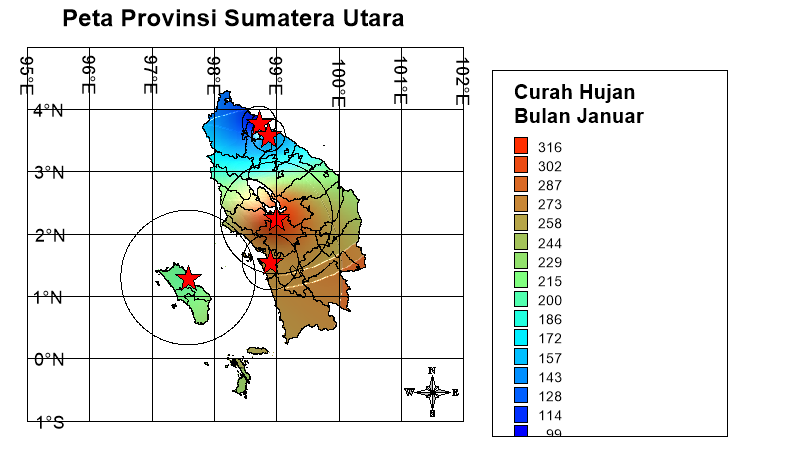 Peta Provinsi Sumatera Utara
95°E 96°E 97°E 98°E 99°E 100°E 101°E 102°E
4°N
3°N
2°N
1°N
0°N
1°S
N
W E
S
Curah Hujan
Bulan Januar
316
302
287
273
258
244
229
215
200
186
172
157
143
128
114
99